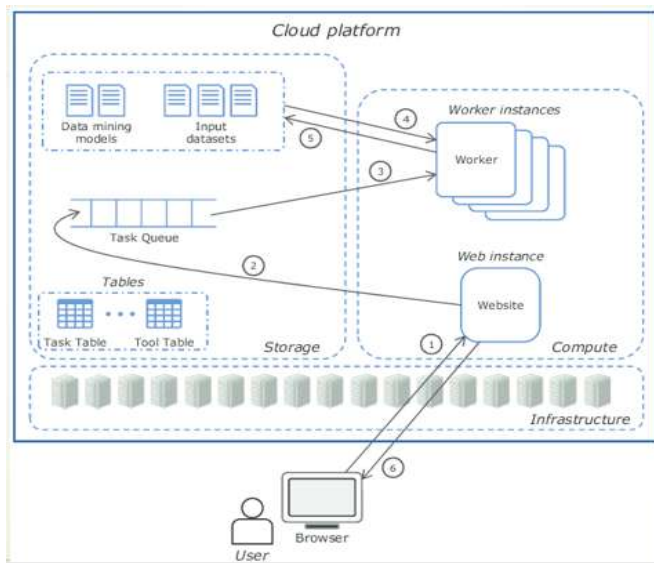 Cloud platform
Data mining
models
Input
datasets
Worker instances
4
5
Worker
3
Task Queue
2
Web instance
Website
Tables
Task Table
Tool Table
Storage
1
Compute
Infrastructure
6
Browser
User